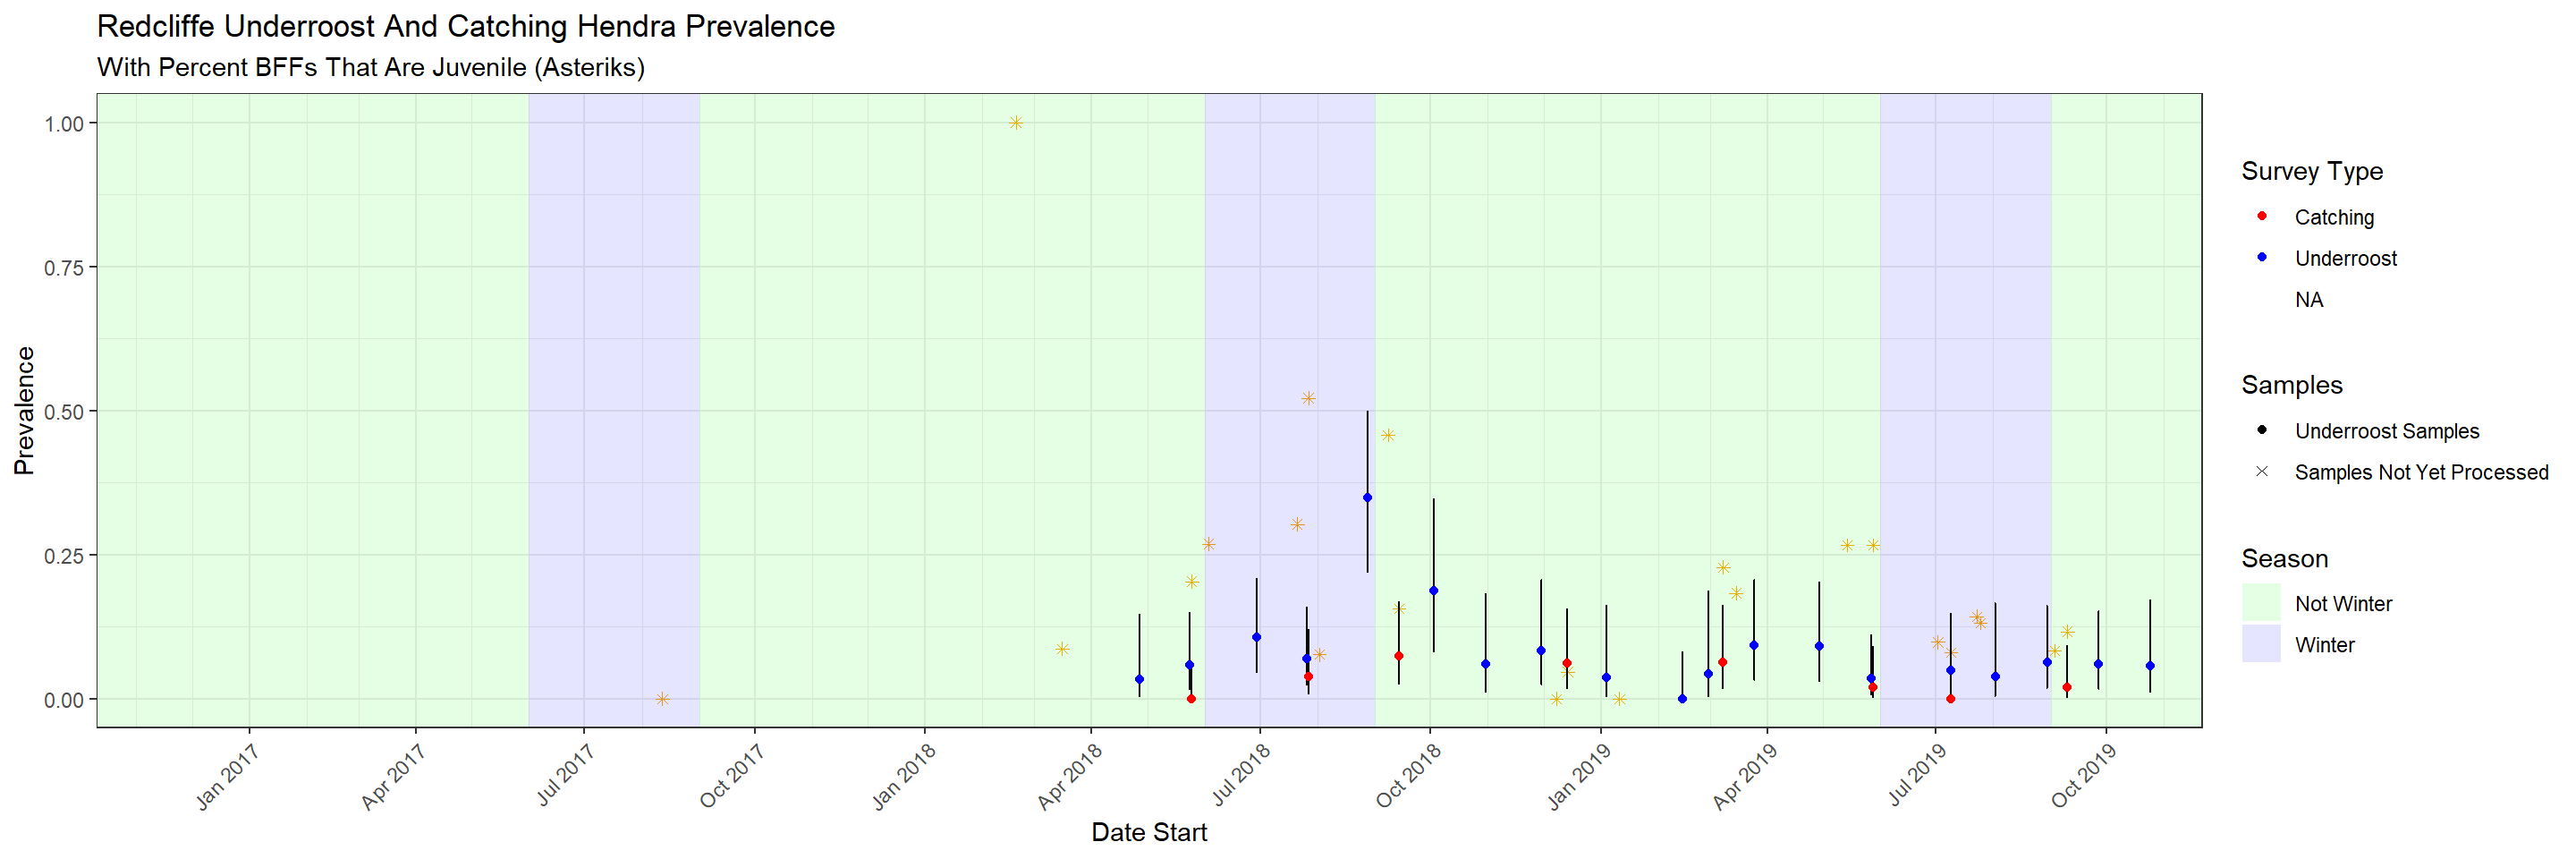 Redcliffe Underroost And Catching Hendra Prevalence
With Percent BFFs That Are Juvenile (Asteriks)
Prevalence
1.00
0.75
0.50
0.25
0.00
Jan 2017
Apr 2017
Jul 2017
Oct 2017
Jan 2018
Apr 2018
Jul 2018
Oct 2018
Jan 2019
Apr 2019
Jul 2019
Oct 2019
Date Start
Survey Type
Catching
Underroost
NA
Samples
Underroost Samples
Samples Not Yet Processed
Season
Not Winter
Winter